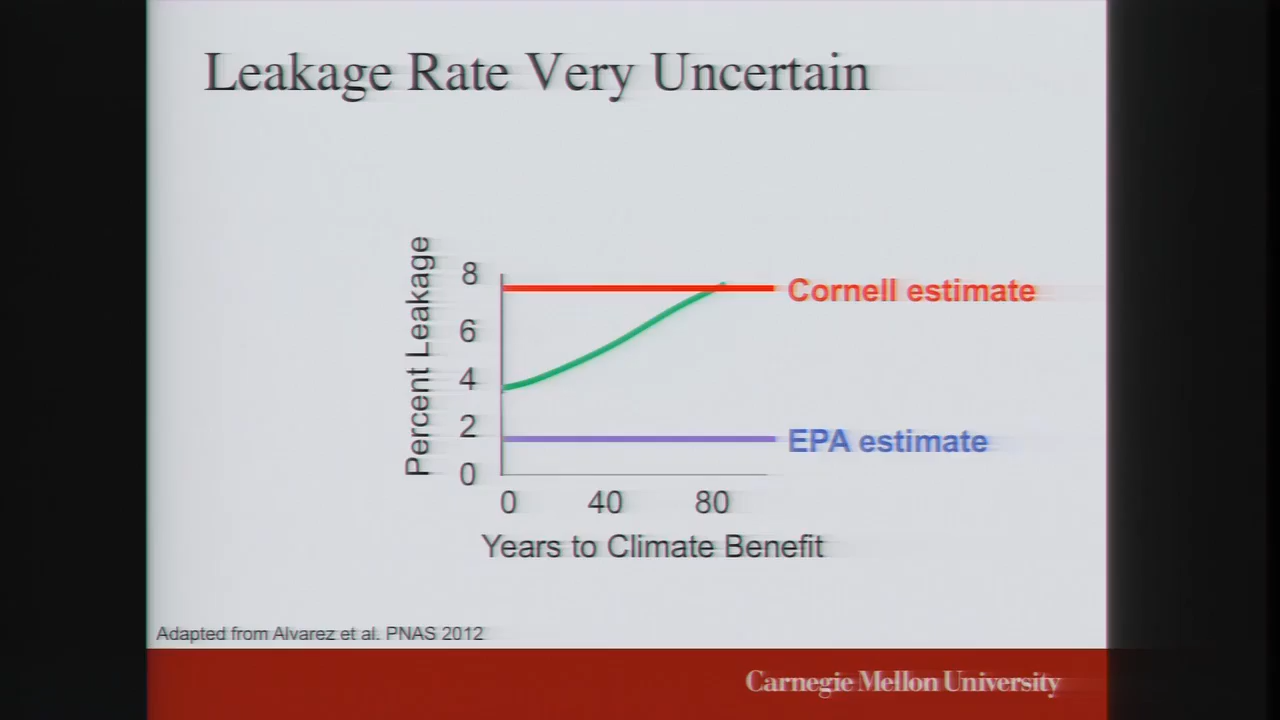 Leakage Rate Very Uncertain
Percent Leakage
8
6
4
2
0
Cornell estimate
EPA estimate
0 40 80
Years to Climate Benefit
Adapted from Alvarez et al. PNAS 2012
Carnegie Mellon University